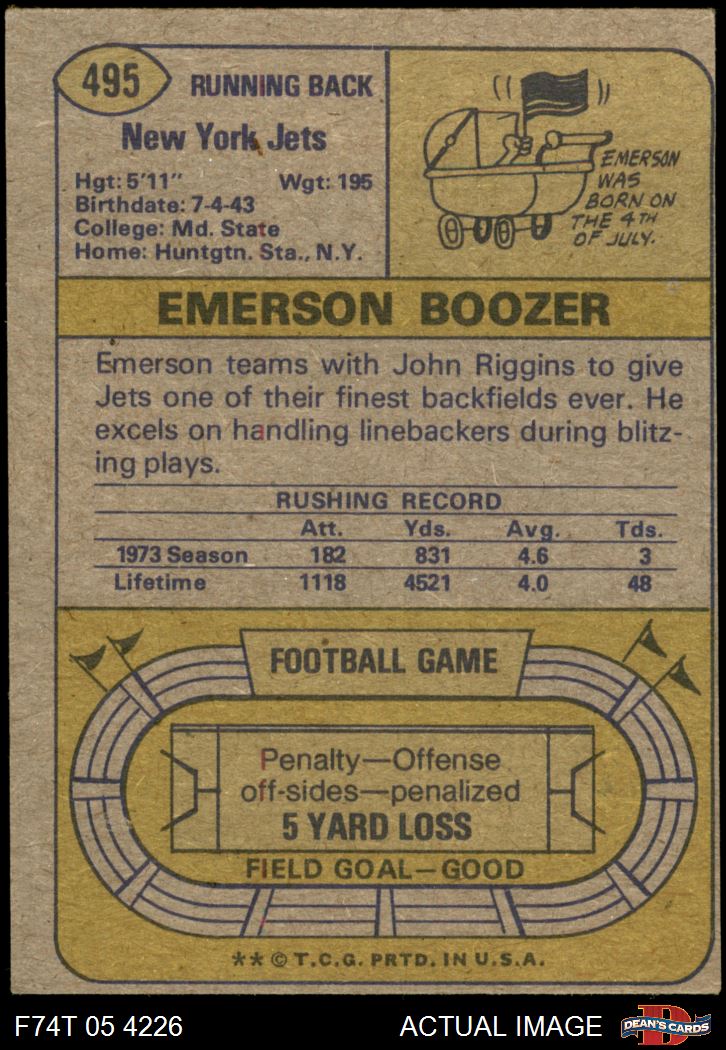 495
RUNNING BACK
New York Jets
Hgt: 5'11" Wgt: 195
Birthdate: 7-4-43
College: Md. State
Home: Huntgtn. Sta., N.Y.
EMERSON
WAS
BORN ON
THE 4TH
OF JULY.
EMERSON BOOZER
Emerson teams with John Riggins to give
Jets one of their finest backfields ever. He
excels on handling linebackers during blitz-
ing plays.
RUSHING RECORD
Att. Yds. Avg. Tds.
1973 Season 182 831 4.6 3
Lifetime 1118 4521 4.0 48
FOOTBALL GAME
Penalty—Offense
off-sides—penalized
5 YARD LOSS
FIELD GOAL—GOOD
**© T.C.G. PRTD. IN U.S.A.
F74T 05 4226 ACTUAL IMAGE
D
DEAN'S CARDS